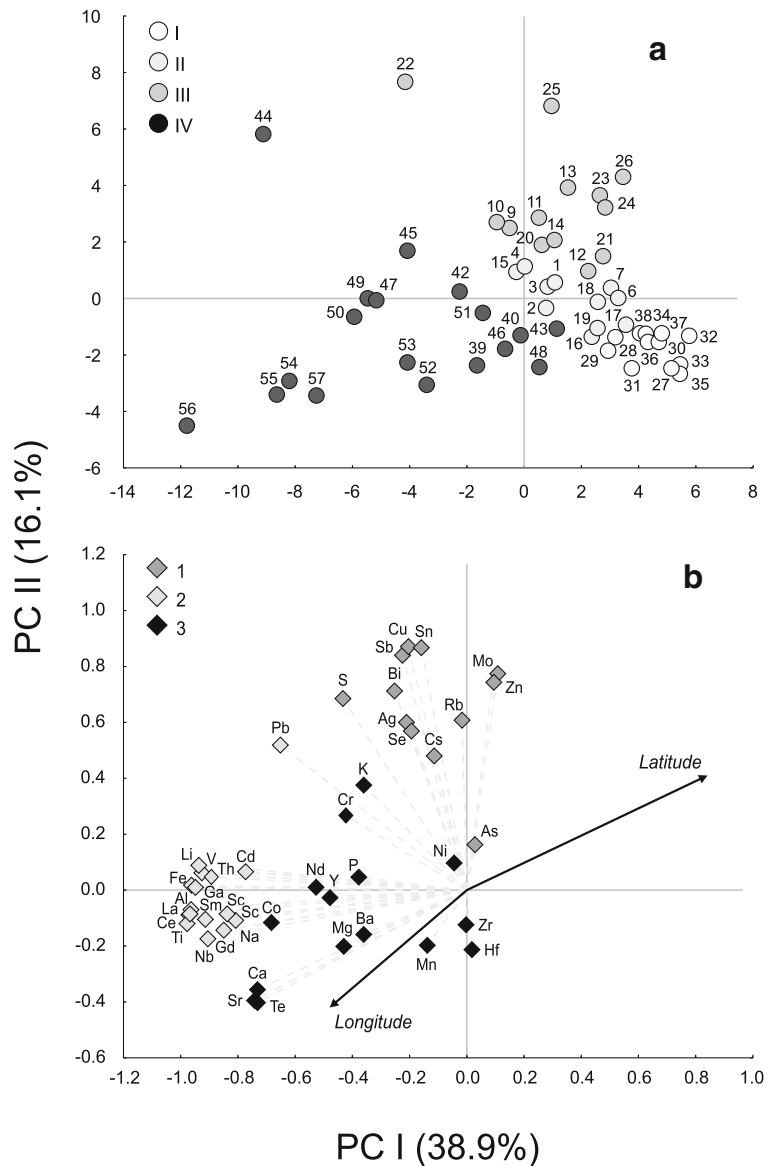 10
a
I
II
III
IV
22
44
25
8
6
13
26
23
24
4
10
9
11
14
20
21
45
2
15
4
1
3
12
7
6
18
49
47
42
0
50
2
51
17
38
34
37
40
43
19
16
32
46
-2
53
39
48
29
28
36
30
33
54
52
31
27
35
55
57
-4
56
-6
-14
-12
-10
-8
-6
-4
-2
0
2
4
6
8
PC II (16.1%)
1.2
b
1
2
3
1.0
Cu
Sn
Sb
0.8
Mo
Zn
Bi
S
Rb
0.6
Ag
Se
Cs
Pb
Latitude
0.4
K
Cr
0.2
As
Ni
Li
V
Th
Cd
Nd
P
Y
Fe
0.0
Ga
Al
Sm
Sc
La
Sc
Co
Ce
Na
Ti
Gd
Nb
Mg
Ba
Zr
Hf
Mn
-0.2
Ca
Sr
Te
-0.4
Longitude
-0.6
-1.2
-1.0
-0.8
-0.6
-0.4
-0.2
0.0
0.2
0.4
0.6
0.8
1.0
PC I (38.9%)